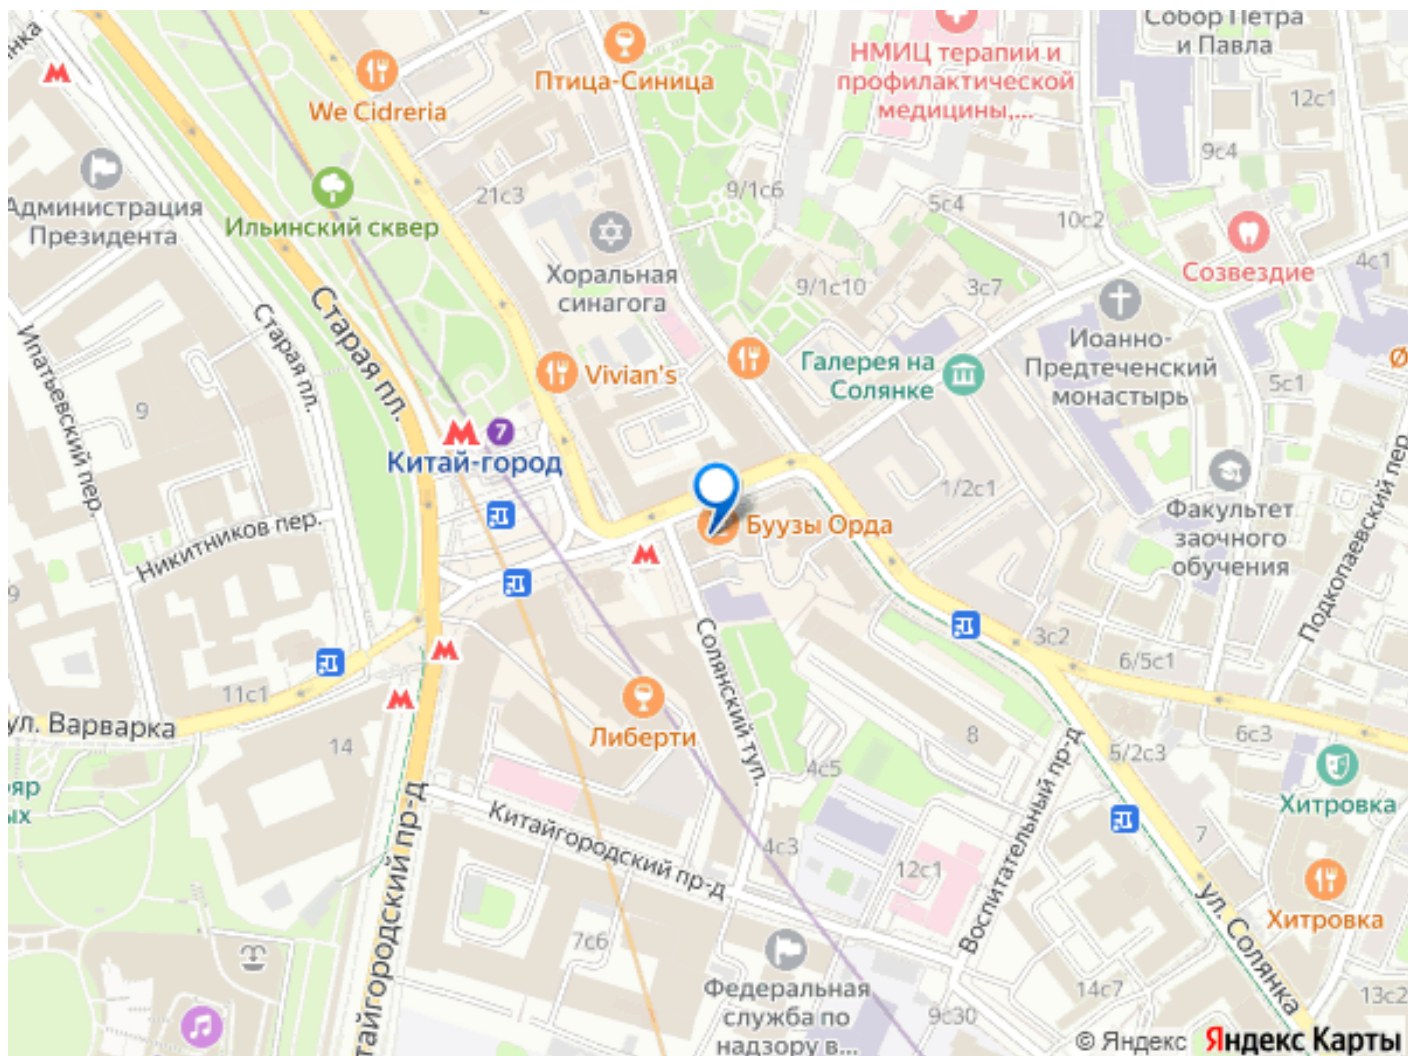 Собор Петра
и Павла
НМИЦ терапии и
профилактической
медицины,...
Птица-Синица
We Cidreria
12с1
9с4
Администрация
Президента
Ильинский сквер
21с3
9/1с6
5с4
10с2
Хоральная
синагога
Созвездие
4с1
9/1с10
3с7
Старая пл.
Старая пл.
Ипатьевский пер.
Иоанно-
Предтеченский
монастырь
Vivian's
Галерея на
Солянке
9
5с1
7
Китай-город
1/2с1
Факультет
заочного
обучения
Подкопаевский пер.
Никитников пер.
Буузы Орда
9
3с2
6/5с1
Солянский туп.
11с1
ул. Варварка
14
Либерти
8
4с5
5/2с3
6с3
Хитровка
Китайгородский пр-д
Воспитательный пр-д
4с3
12с1
7
Хитровка
ул. Солянка
7с6
Федеральная
служба по
надзору в...
9с30
14с7
13с2
© Яндекс Яндекс Карты